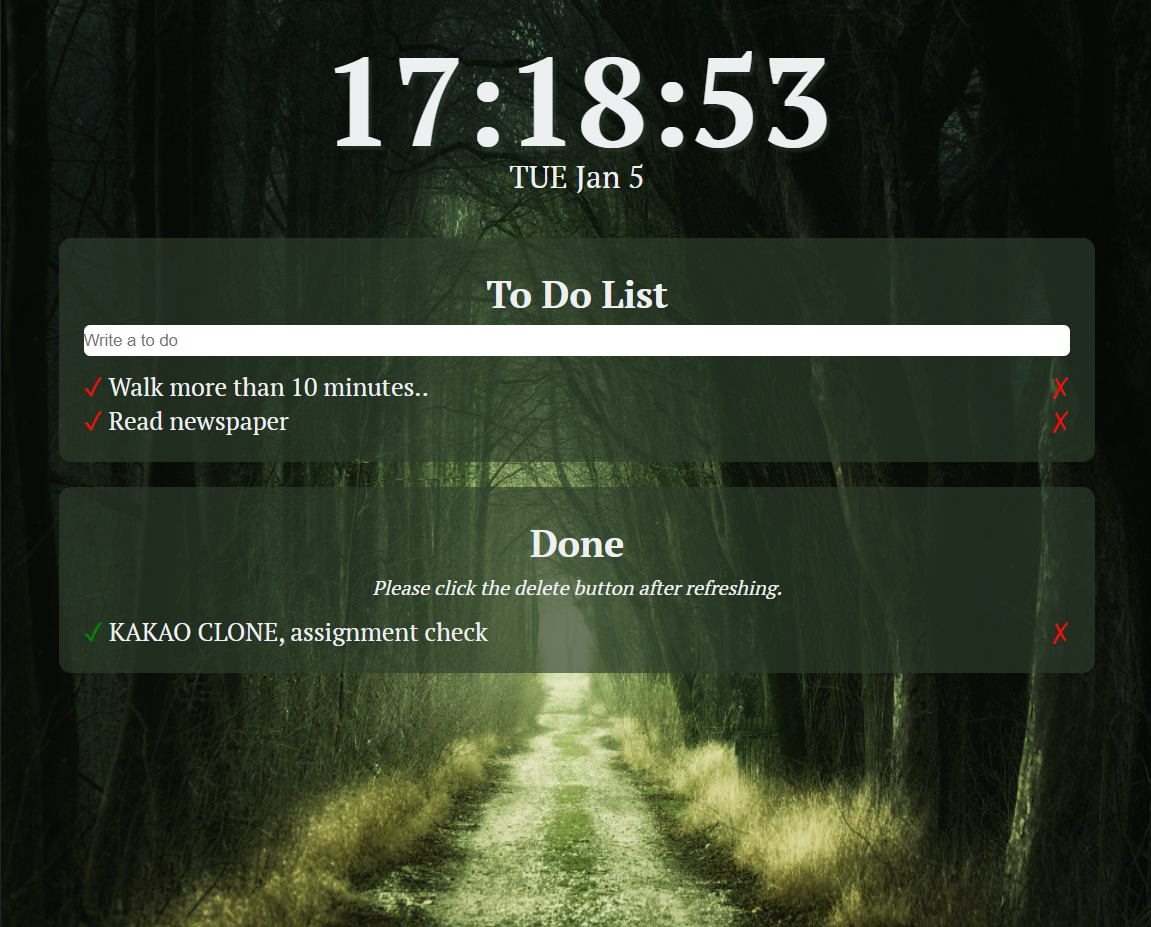 17:18:53
TUE Jan 5
To Do List
Write a to do
✓ Walk more than 10 minutes.. ✗
✓ Read newspaper ✗
Done
Please click the delete button after refreshing.
✓ KAKAO CLONE, assignment check ✗